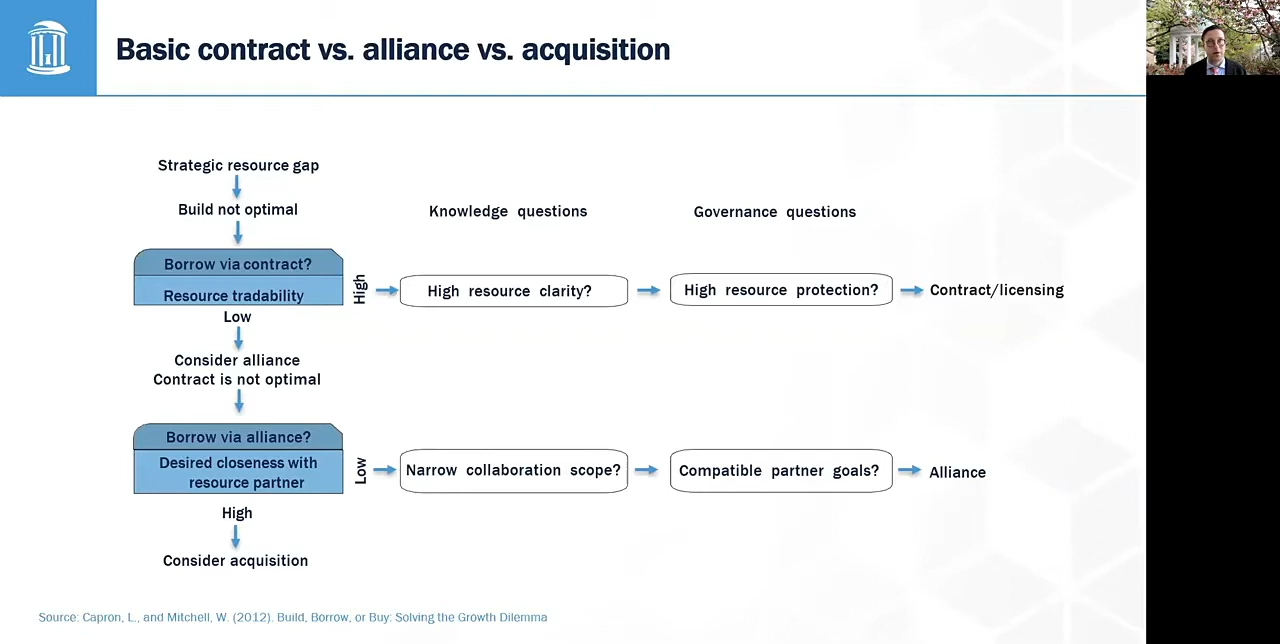 Basic contract vs. alliance vs. acquisition
Strategic resource gap
Build not optimal
Knowledge questions
Governance questions
Borrow via contract?
Resource tradability
High
High resource clarity?
High resource protection?
Contract/licensing
Low
Consider alliance
Contract is not optimal
Borrow via alliance?
Desired closeness with
resource partner
Low
Narrow collaboration scope?
Compatible partner goals?
Alliance
High
Consider acquisition
Source: Capron, L., and Mitchell, W. (2012). Build, Borrow, or Buy: Solving the Growth Dilemma